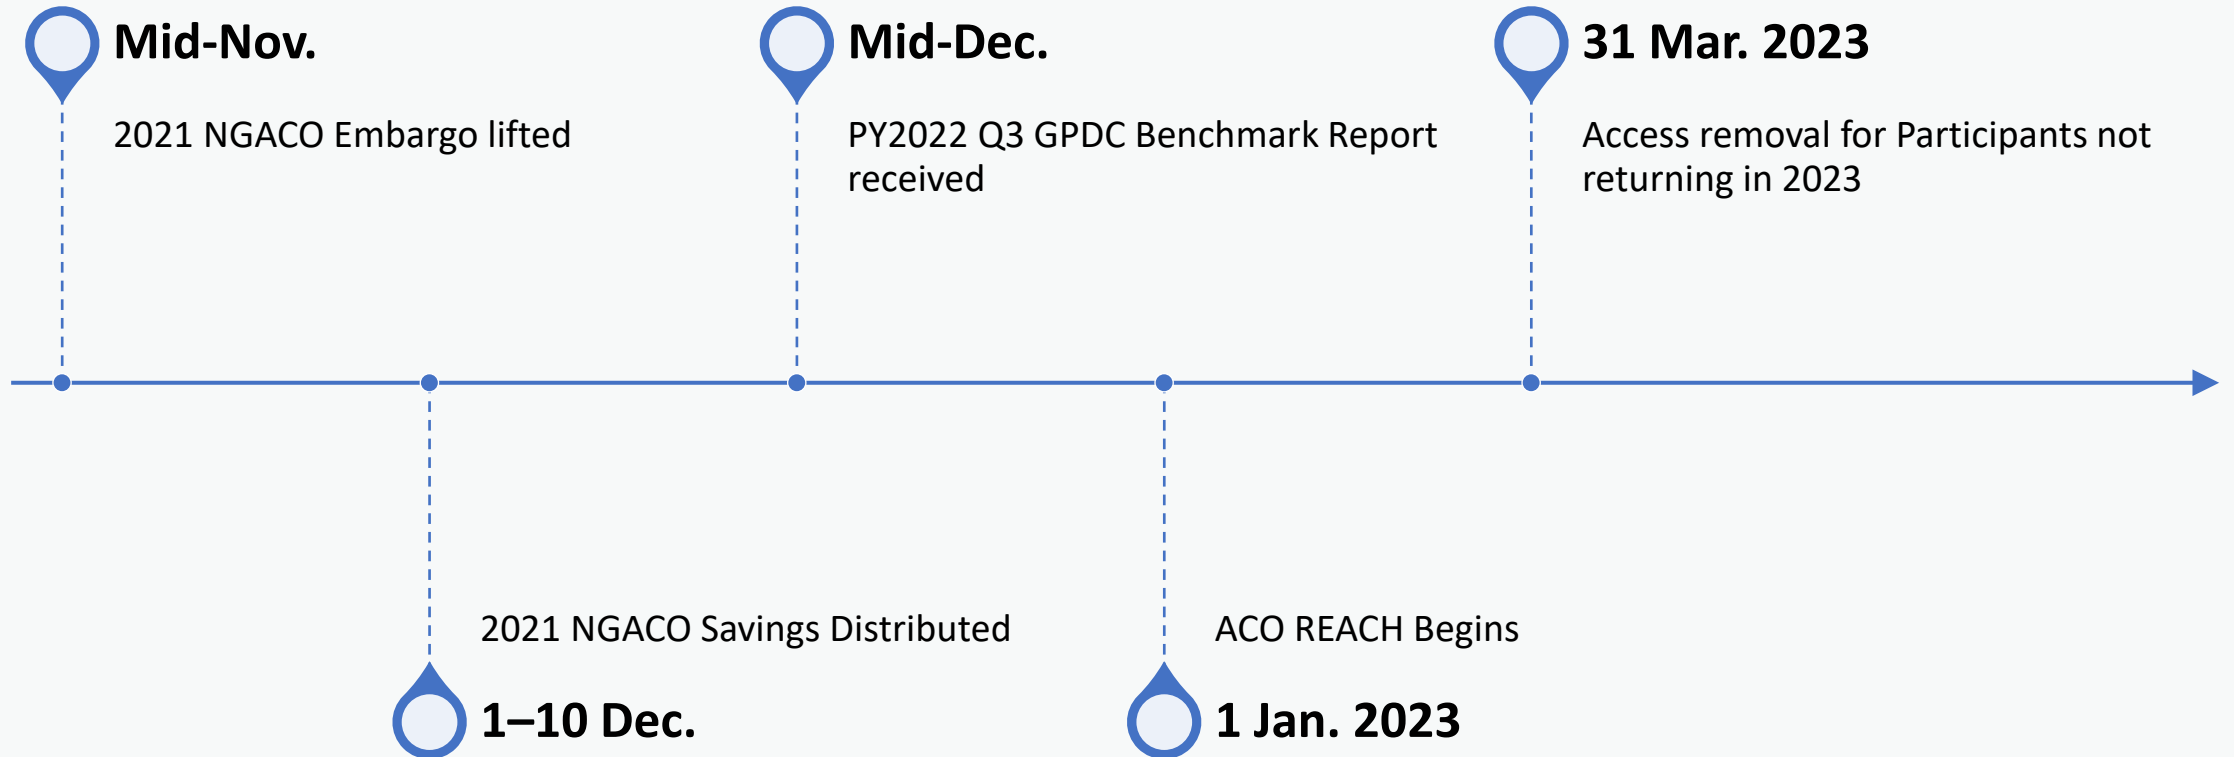 Mid-Nov.
2021 NGACO Embargo lifted
1–10 Dec.
2021 NGACO Savings Distributed
Mid-Dec.
PY2022 Q3 GPDC Benchmark Report
received
1 Jan. 2023
ACO REACH Begins
31 Mar. 2023
Access removal for Participants not
returning in 2023